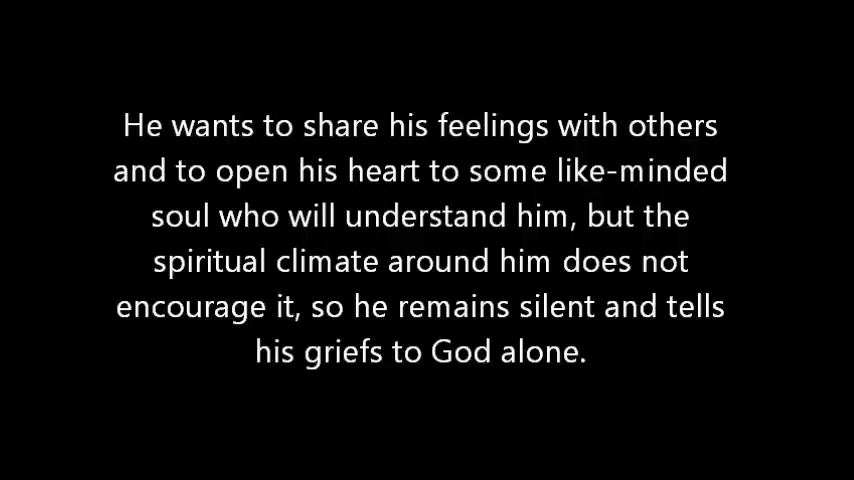 He wants to share his feelings with others
and to open his heart to some like-minded
soul who will understand him, but the
spiritual climate around him does not
encourage it, so he remains silent and tells
his griefs to God alone.